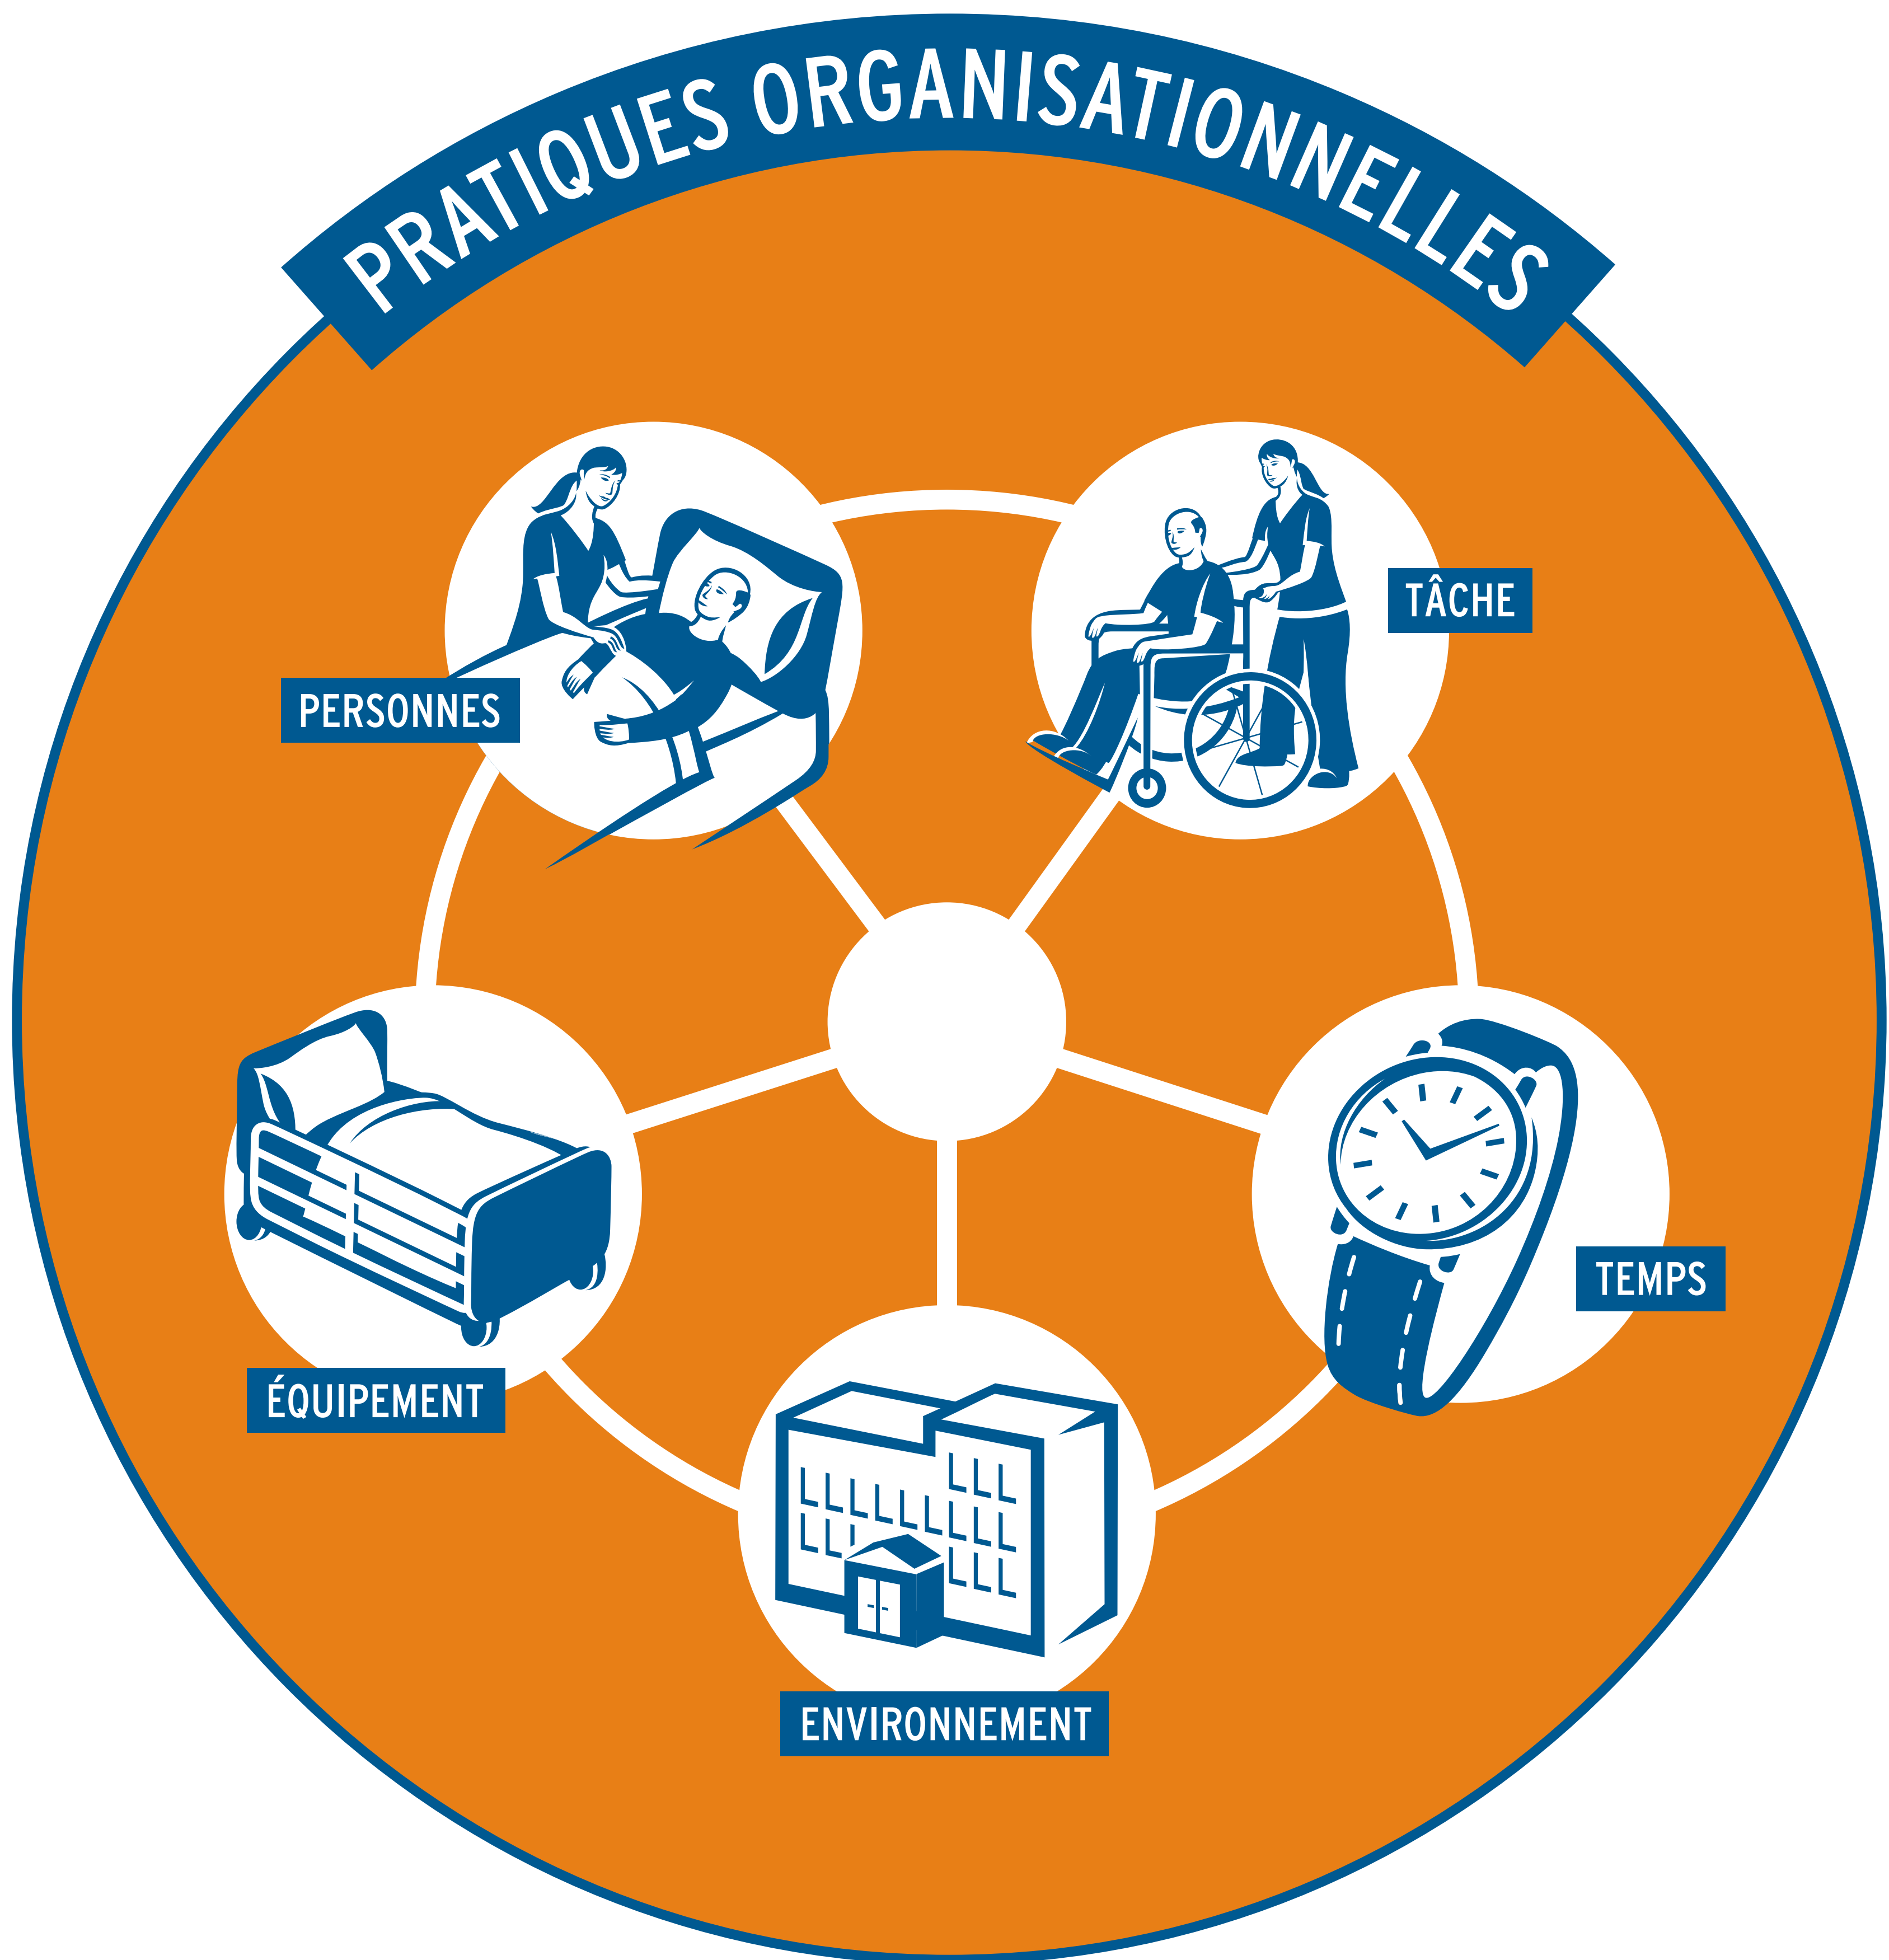 PRATIQUES ORGANISATIONNELLES
TÂCHE
PERSONNES
TEMPS
ÉQUIPEMENT
ENVIRONNEMENT